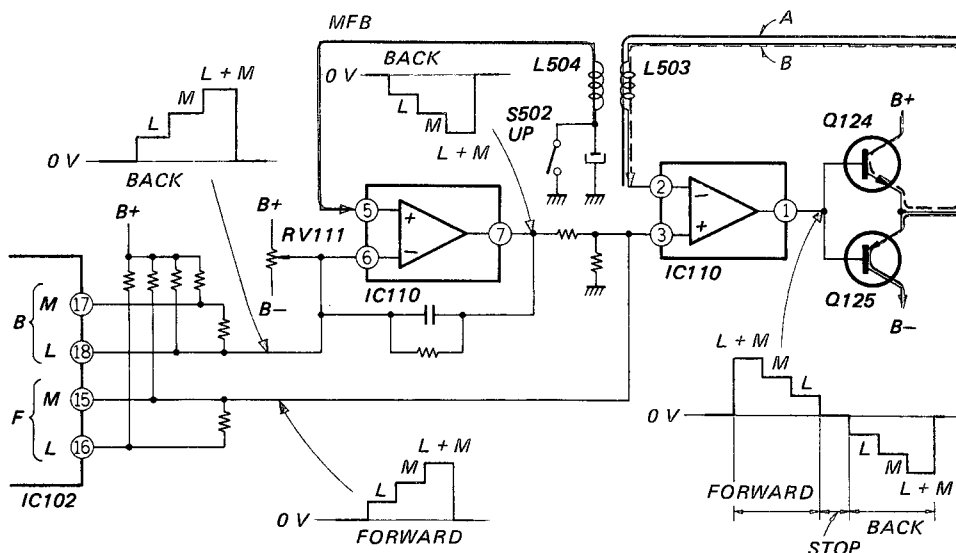 MFB
A
B
L504
L503
BACK
0 V
M
L + M
S502
UP
L + M
M
L
0 V
BACK
B+
Q124
2
3
−
+
1
IC110
B+
RV111
B−
5
6
+
−
7
IC110
Q125
B−
B
M
17
L
18
F
M
15
L
16
IC102
L + M
M
L
0 V
FORWARD
L + M
M
L
0 V
L
M
L + M
FORWARD
BACK
STOP